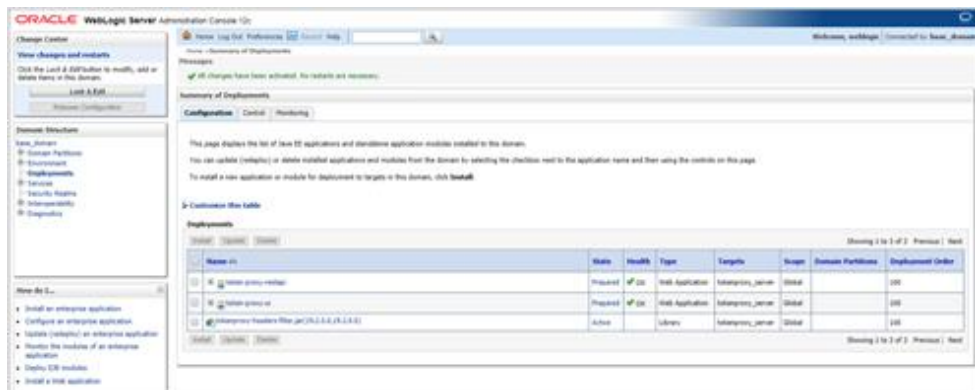 ORACLE WebLogic Server Administration Console 12c
Change Center
View changes and restarts
Click the Lock & Edit button to modify, add or
delete items in this domain.
Lock & Edit
Release Configuration
Domain Structure
base_domain
Domain Partitions
Environment
Deployments
Services
Security Realms
Interoperability
Diagnostics
How do I...
Install an enterprise application
Configure an enterprise application
Update (redeploy) an enterprise application
Monitor the modules of an enterprise
application
Deploy EJB modules
Install a Web application
Home Log Out Preferences Record Help
Welcome, weblogic Connected to: base_domain
Home >Summary of Deployments
Messages
All changes have been activated. No restarts are necessary.
Summary of Deployments
Configuration Control Monitoring
This page displays the list of Java EE applications and standalone application modules installed to this domain.
You can update (redeploy) or delete installed applications and modules from the domain by selecting the checkbox next to the application name and then using the controls on this page.
To install a new application or module for deployment to targets in this domain, click Install.
Customize this table
Deployments
Install Update Delete
Showing 1 to 3 of 3 Previous | Next
Name State Health Type Targets Scope Domain Partitions Deployment Order
Prepared OK Web Application tokenproxy_server Global 100
Prepared OK Web Application tokenproxy_server Global 100
Active Library tokenproxy_server Global 100
Install Update Delete
Showing 1 to 3 of 3 Previous | Next